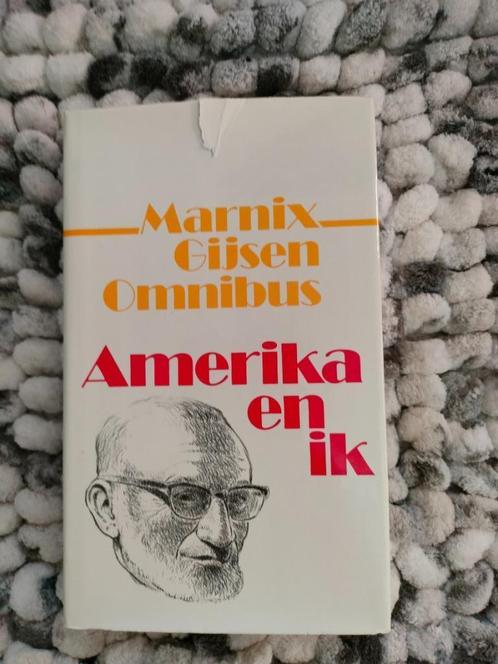 Marnix
Gijsen
Omnibus
Amerika
en
ik